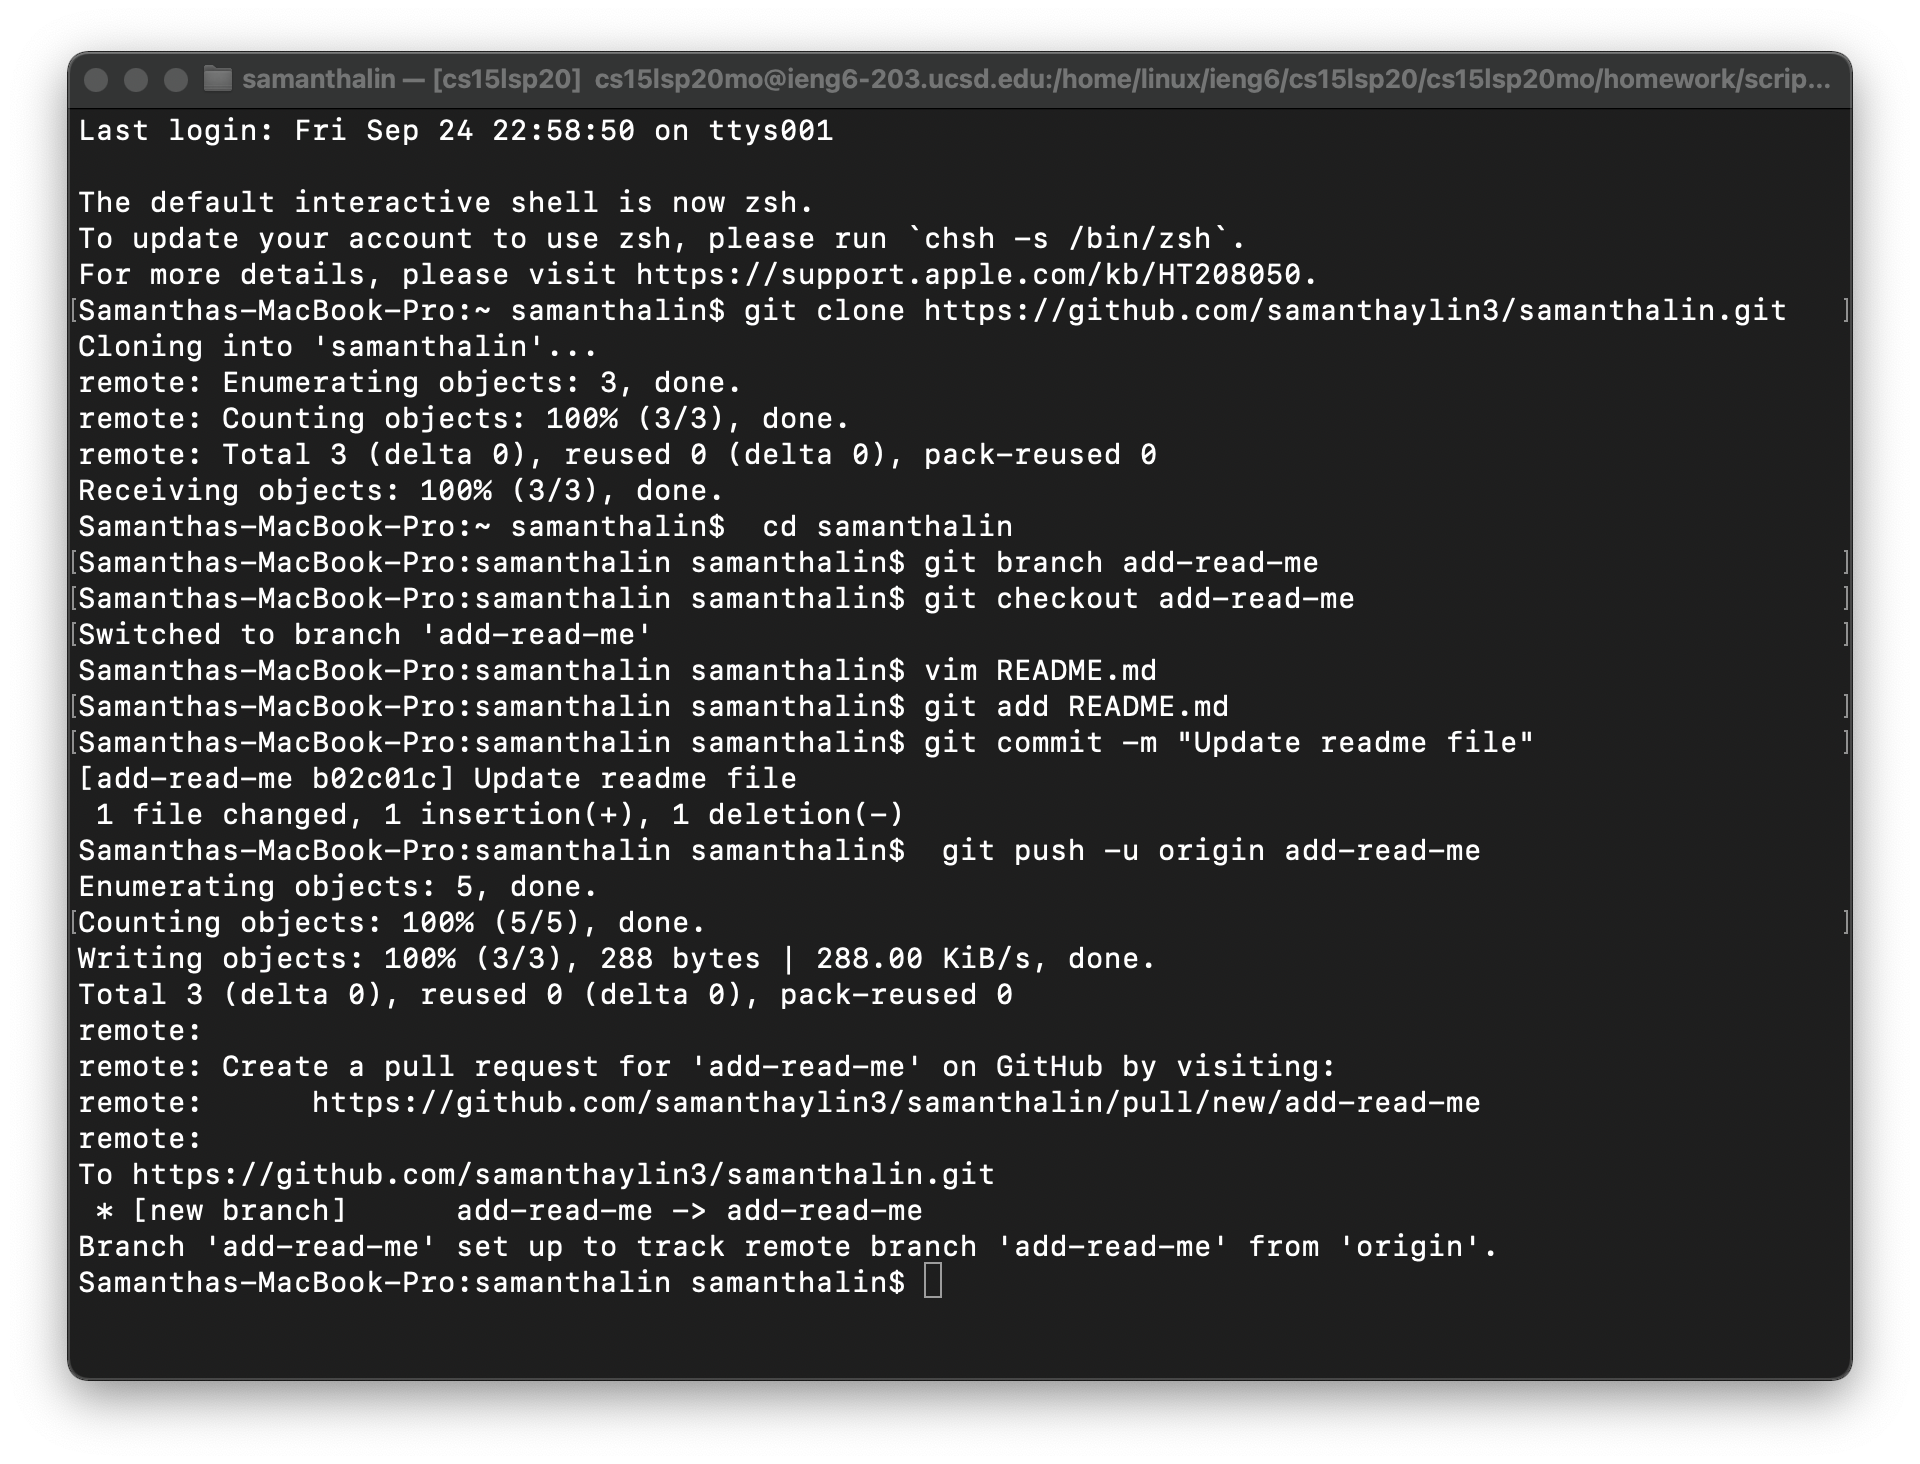 samanthalin — [cs15lsp20] cs15lsp20mo@ieng6-203.ucsd.edu:/home/linux/ieng6/cs15lsp20/cs15lsp20mo/homework/scrip...
Last login: Fri Sep 24 22:58:50 on ttys001
The default interactive shell is now zsh.
To update your account to use zsh, please run `chsh -s /bin/zsh`.
For more details, please visit https://support.apple.com/kb/HT208050.
[Samanthas-MacBook-Pro:~ samanthalin$ git clone https://github.com/samanthaylin3/samanthalin.git ]
Cloning into 'samanthalin'...
remote: Enumerating objects: 3, done.
remote: Counting objects: 100% (3/3), done.
remote: Total 3 (delta 0), reused 0 (delta 0), pack-reused 0
Receiving objects: 100% (3/3), done.
Samanthas-MacBook-Pro:~ samanthalin$  cd samanthalin
[Samanthas-MacBook-Pro:samanthalin samanthalin$ git branch add-read-me ]
[Samanthas-MacBook-Pro:samanthalin samanthalin$ git checkout add-read-me ]
[Switched to branch 'add-read-me' ]
Samanthas-MacBook-Pro:samanthalin samanthalin$ vim README.md
[Samanthas-MacBook-Pro:samanthalin samanthalin$ git add README.md ]
[Samanthas-MacBook-Pro:samanthalin samanthalin$ git commit -m "Update readme file" ]
[add-read-me b02c01c] Update readme file
 1 file changed, 1 insertion(+), 1 deletion(-)
Samanthas-MacBook-Pro:samanthalin samanthalin$  git push -u origin add-read-me
Enumerating objects: 5, done.
[Counting objects: 100% (5/5), done. ]
Writing objects: 100% (3/3), 288 bytes | 288.00 KiB/s, done.
Total 3 (delta 0), reused 0 (delta 0), pack-reused 0
remote:
remote: Create a pull request for 'add-read-me' on GitHub by visiting:
remote:      https://github.com/samanthaylin3/samanthalin/pull/new/add-read-me
remote:
To https://github.com/samanthaylin3/samanthalin.git
 * [new branch]      add-read-me -> add-read-me
Branch 'add-read-me' set up to track remote branch 'add-read-me' from 'origin'.
Samanthas-MacBook-Pro:samanthalin samanthalin$